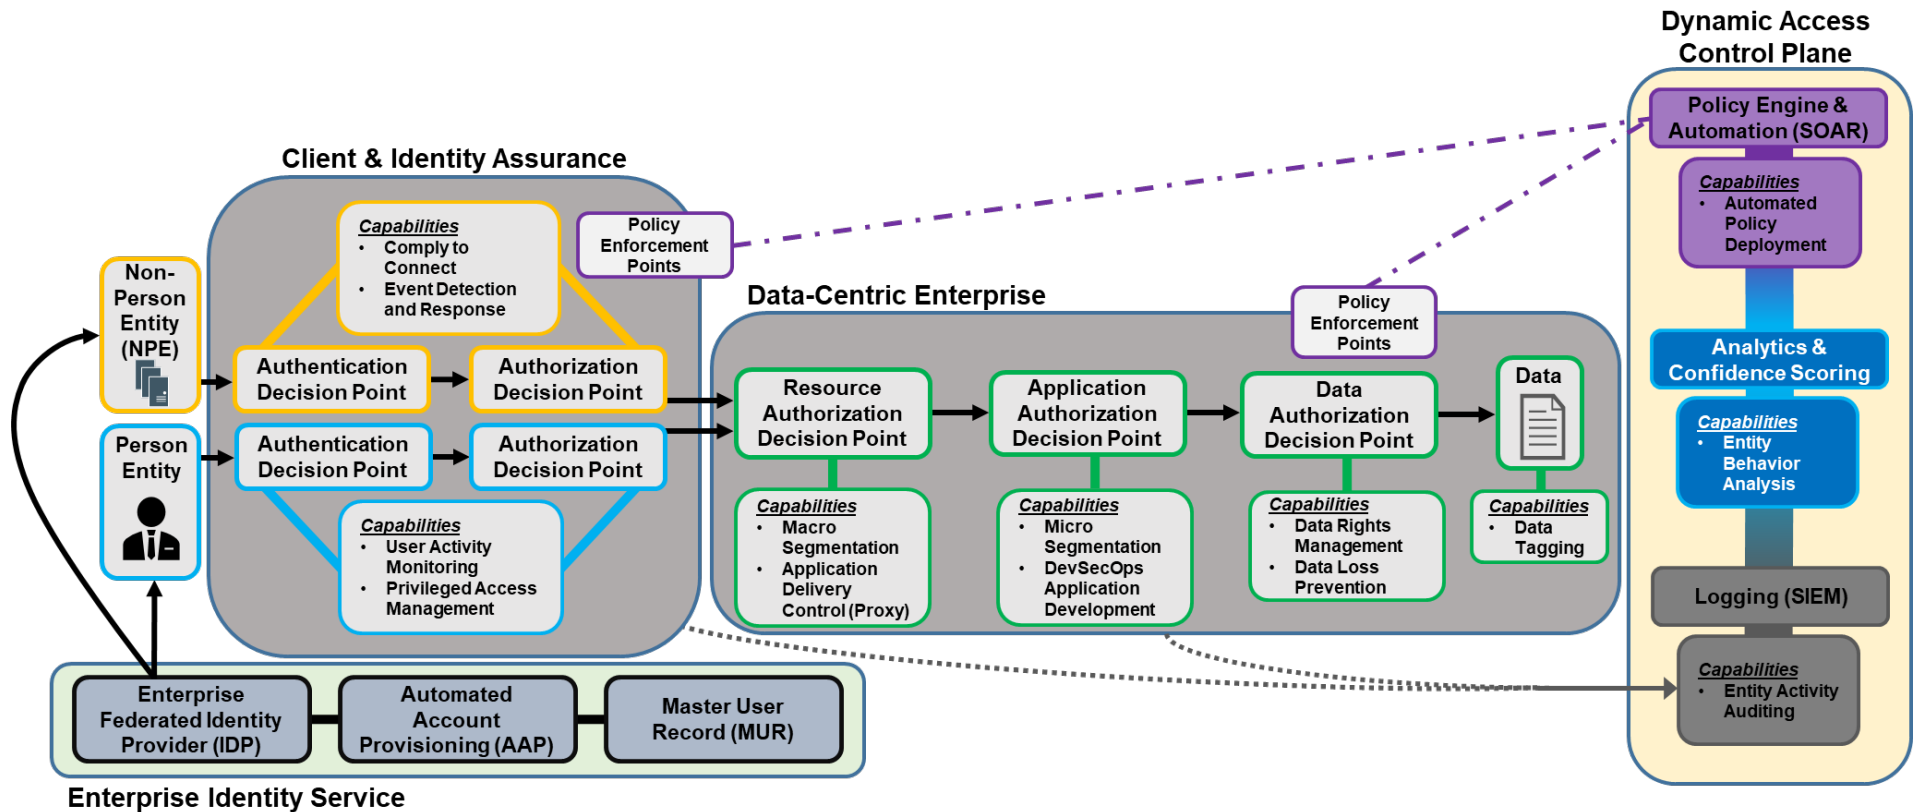 Dynamic Access
Control Plane
Policy Engine &
Automation (SOAR)
Capabilities
• Automated
Policy
Deployment
Analytics &
Confidence Scoring
Capabilities
• Entity
Behavior
Analysis
Logging (SIEM)
Capabilities
• Entity Activity
Auditing
Client & Identity Assurance
Capabilities
• Comply to
Connect
• Event Detection
and Response
Policy
Enforcement
Points
Non-
Person
Entity
(NPE)
Authentication
Decision Point
Authorization
Decision Point
Person
Entity
Authentication
Decision Point
Authorization
Decision Point
Capabilities
• User Activity
Monitoring
• Privileged Access
Management
Data-Centric Enterprise
Policy
Enforcement
Points
Resource
Authorization
Decision Point
Application
Authorization
Decision Point
Data
Authorization
Decision Point
Data
Capabilities
• Macro
Segmentation
• Application
Delivery
Control (Proxy)
Capabilities
• Micro
Segmentation
• DevSecOps
Application
Development
Capabilities
• Data Rights
Management
• Data Loss
Prevention
Capabilities
• Data
Tagging
Enterprise
Federated Identity
Provider (IDP)
Automated
Account
Provisioning (AAP)
Master User
Record (MUR)
Enterprise Identity Service